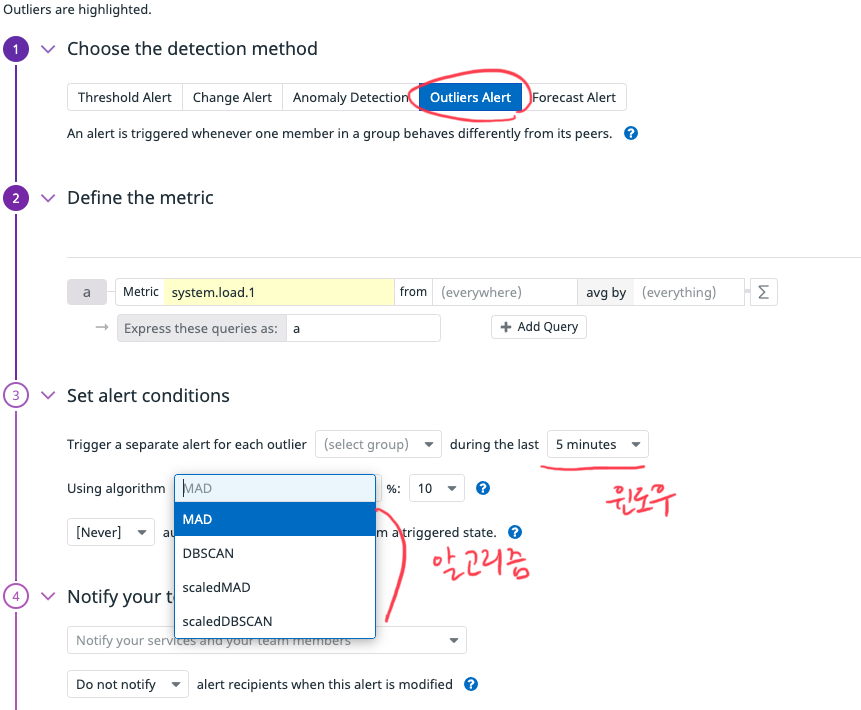 Outliers are highlighted.
1 Choose the detection method
Threshold Alert Change Alert Anomaly Detection Outliers Alert Forecast Alert
An alert is triggered whenever one member in a group behaves differently from its peers. ?
2 Define the metric
a Metric system.load.1 from (everywhere) avg by (everything) Σ
→ Express these queries as: a + Add Query
3 Set alert conditions
Trigger a separate alert for each outlier (select group) during the last 5 minutes
Using algorithm MAD %: 10 ?
윈도우
MAD
[Never] au m a triggered state. ?
DBSCAN
알고리즘
scaledMAD
4 Notify your t
scaledDBSCAN
Notify your services and your team members
Do not notify alert recipients when this alert is modified ?